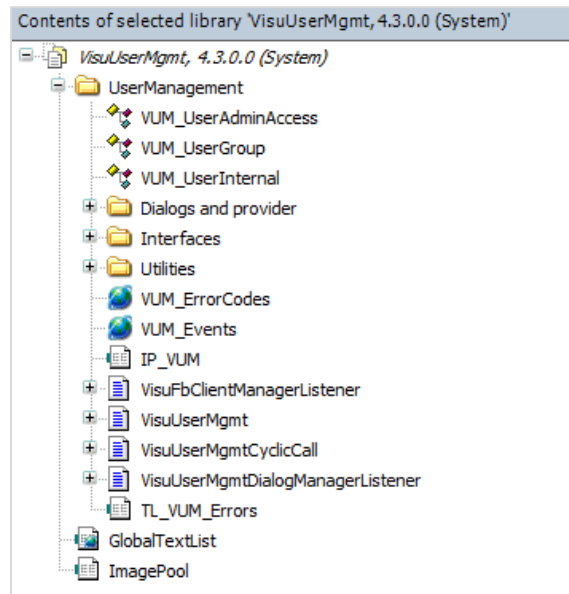 Contents of selected library 'VisuUserMgmt, 4.3.0.0 (System)'
VisuUserMgmt, 4.3.0.0 (System)
UserManagement
VUM_UserAdminAccess
VUM_UserGroup
VUM_UserInternal
Dialogs and provider
Interfaces
Utilities
VUM_ErrorCodes
VUM_Events
IP_VUM
VisuFbClientManagerListener
VisuUserMgmt
VisuUserMgmtCyclicCall
VisuUserMgmtDialogManagerListener
TL_VUM_Errors
GlobalTextList
ImagePool